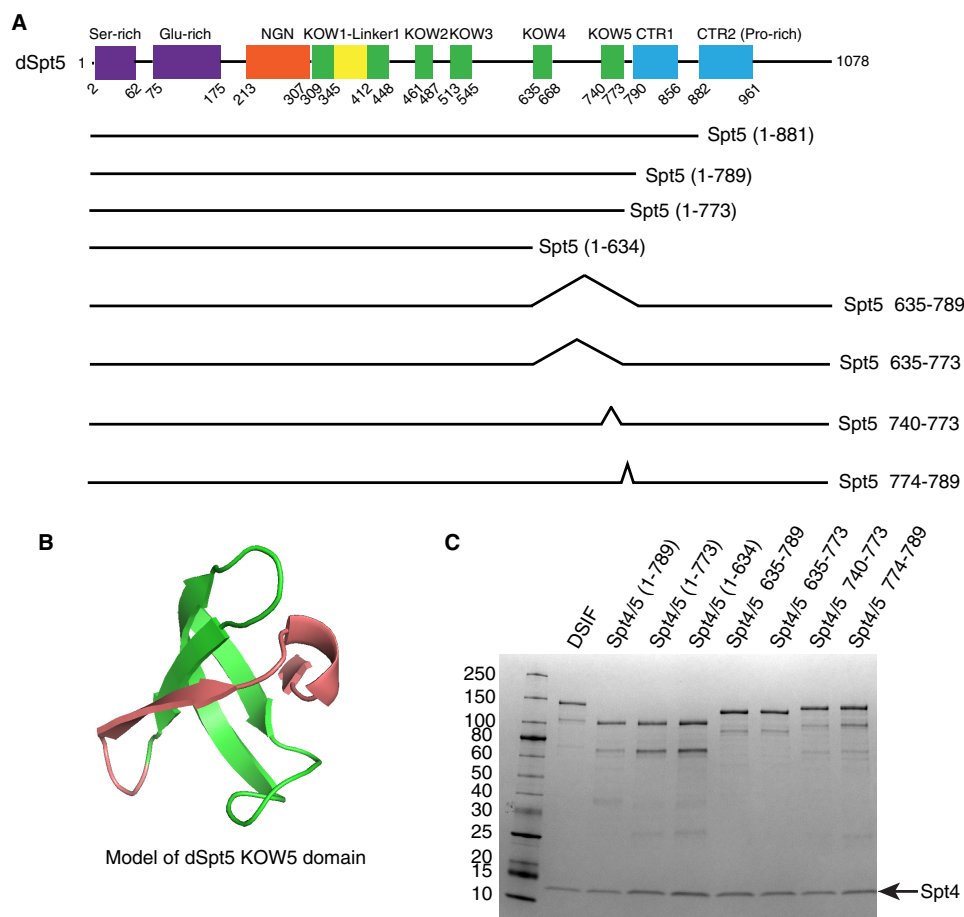 A
Ser-rich Glu-rich NGN KOW1-Linker1 KOW2 KOW3 KOW4 KOW5 CTR1 CTR2 (Pro-rich)
dSpt5 1 1078
2 62 75 175 213 307 309 345 412 448 461 487 513 545 635 668 740 773 790 856 882 961
Spt5 (1-881)
Spt5 (1-789)
Spt5 (1-773)
Spt5 (1-634)
Spt5 635-789
Spt5 635-773
Spt5 740-773
Spt5 774-789
B
Model of dSpt5 KOW5 domain
C
DSIF
Spt4/5 (1-789)
Spt4/5 (1-773)
Spt4/5 (1-634)
Spt4/5 635-789
Spt4/5 635-773
Spt4/5 740-773
Spt4/5 774-789
250
150
100
80
60
50
40
30
25
20
15
10
Spt4